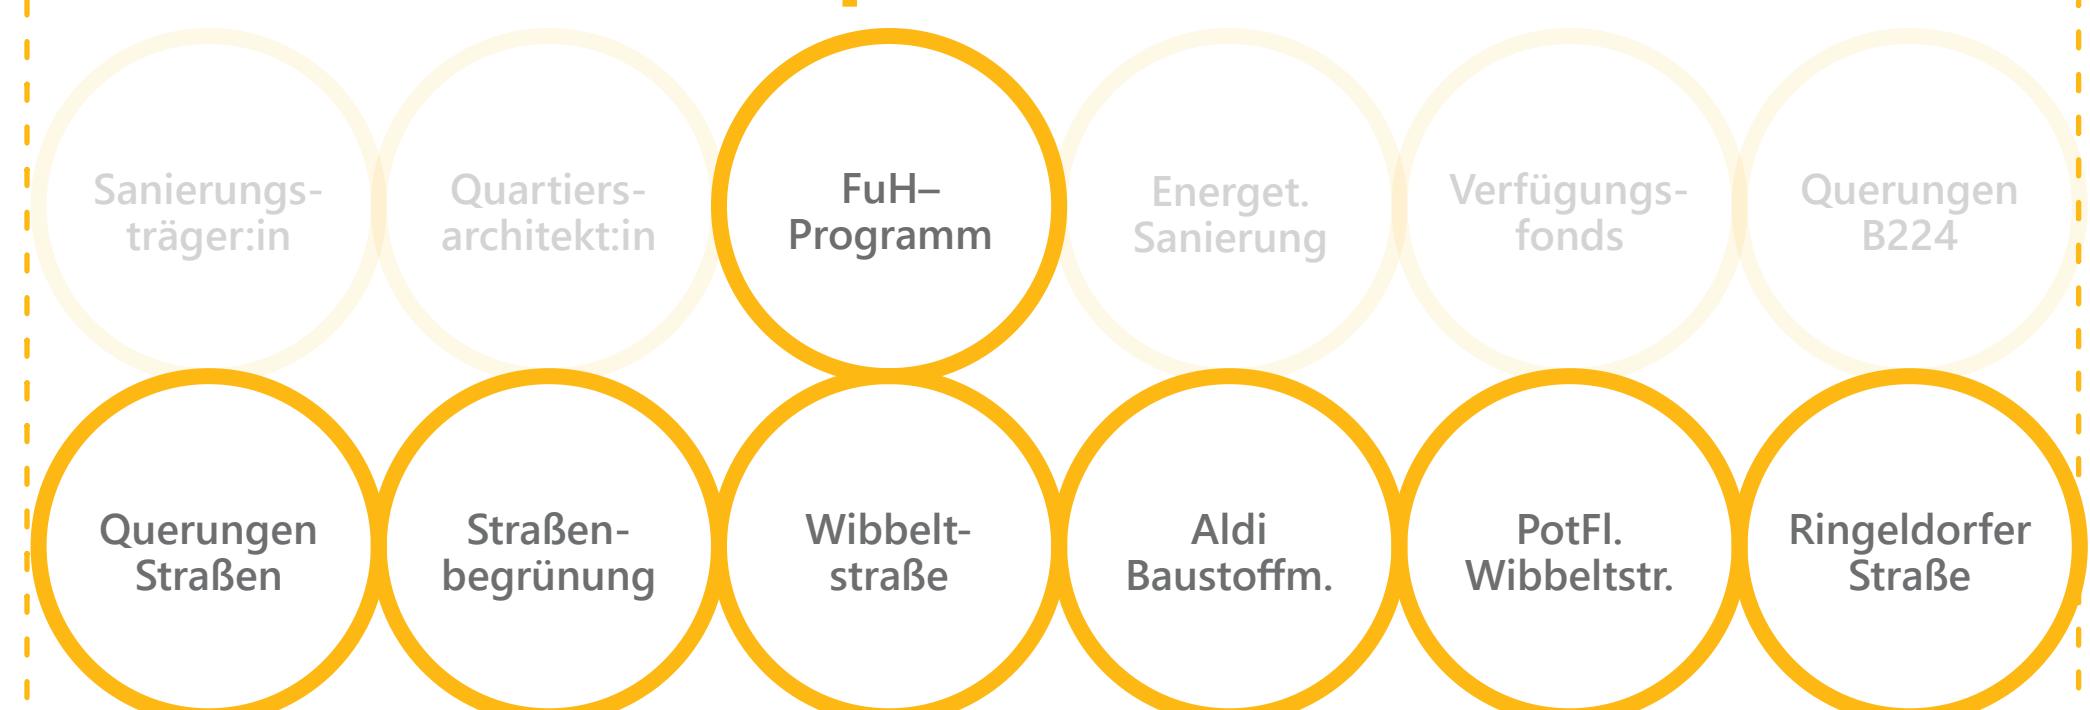 Sanierungs-
träger:in
Quartiers-
architekt:in
FuH–
Programm
Energet.
Sanierung
Verfügungs-
fonds
Querungen
B224
Querungen
Straßen
Straßen-
begrünung
Wibbelt-
straße
Aldi
Baustoffm.
PotFl.
Wibbeltstr.
Ringeldorfer
Straße